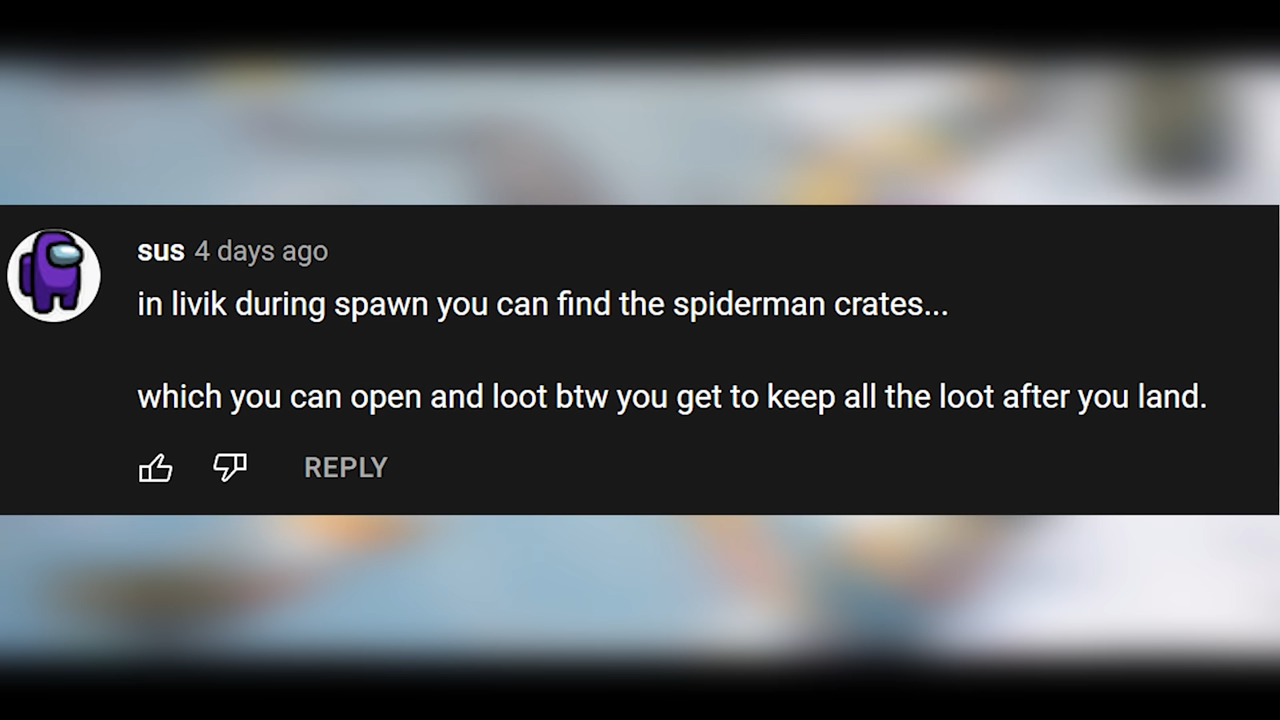 sus 4 days ago
in livik during spawn you can find the spiderman crates...
which you can open and loot btw you get to keep all the loot after you land.
REPLY